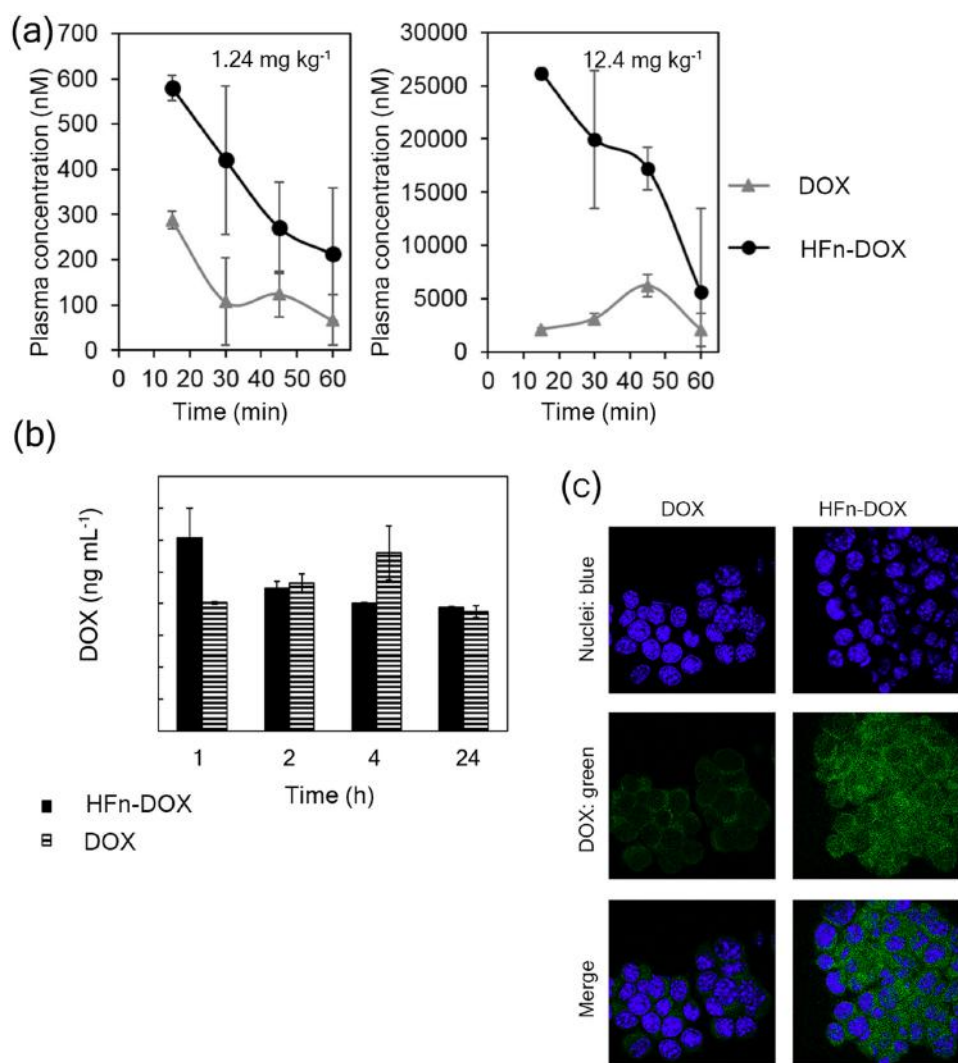 (a)
700
600
500
400
300
200
100
0
Plasma concentration (nM)
1.24 mg kg⁻¹
0 10 20 30 40 50 60
Time (min)
30000
25000
20000
15000
10000
5000
0
Plasma concentration (nM)
12.4 mg kg⁻¹
0 10 20 30 40 50 60
Time (min)
DOX
HFn-DOX
(b)
DOX (ng mL⁻¹)
1 2 4 24
Time (h)
HFn-DOX
DOX
(c)
DOX HFn-DOX
Nuclei: blue
DOX: green
Merge